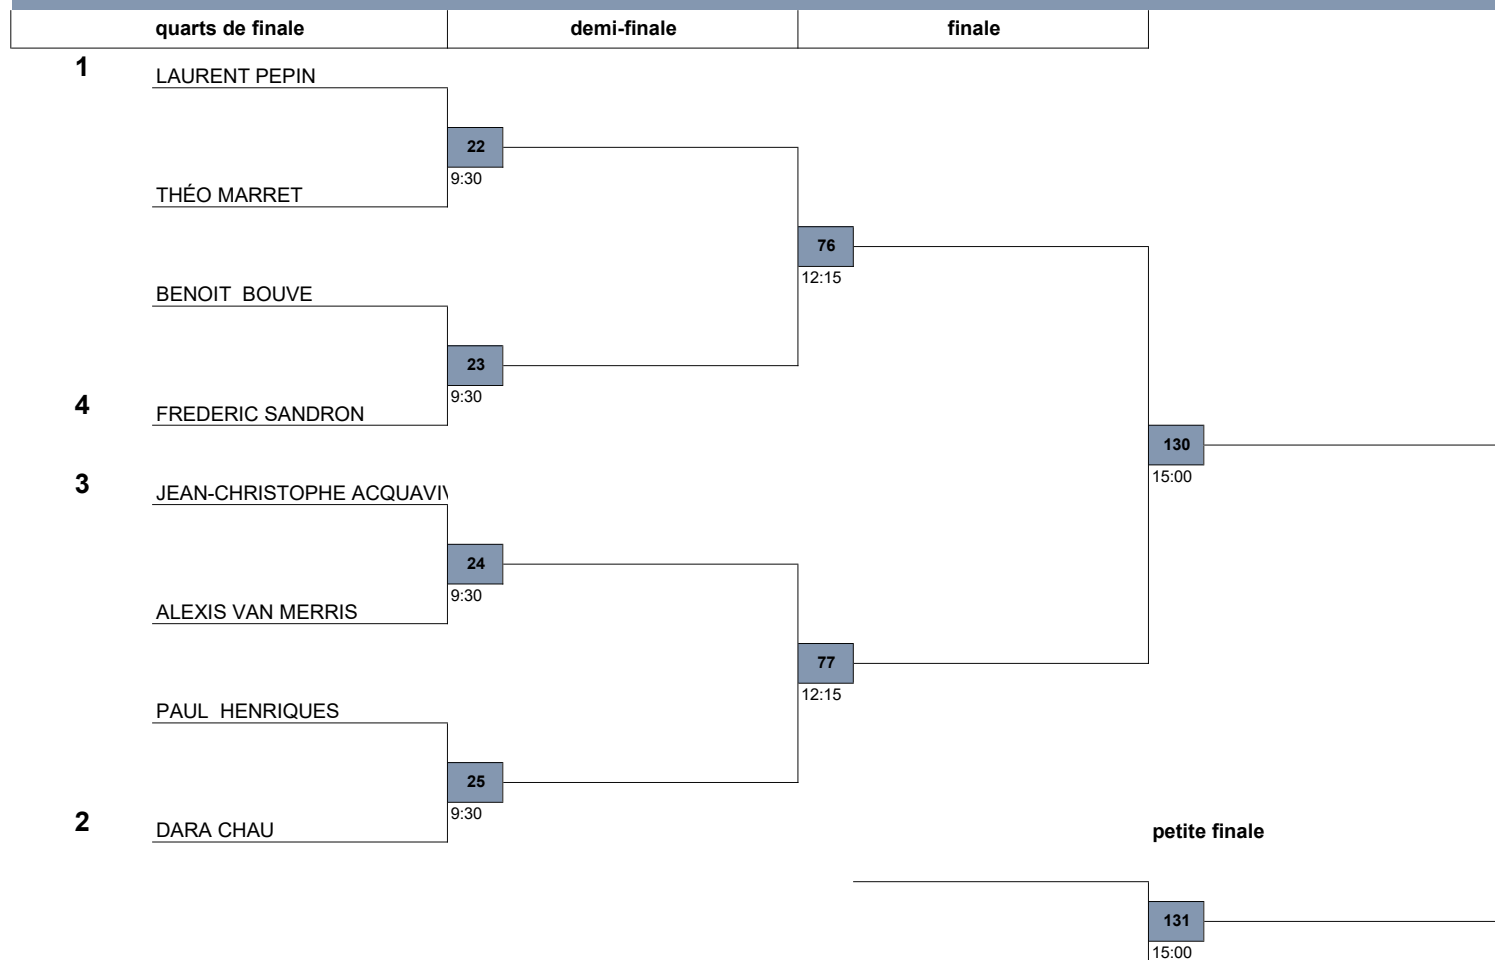 quarts de finale demi-finale finale
1 LAURENT PEPIN
22
9:30
THÉO MARRET
76
12:15
BENOIT  BOUVE
23
9:30
4 FREDERIC SANDRON
130
15:00
3 JEAN-CHRISTOPHE ACQUAVI
24
9:30
ALEXIS VAN MERRIS
77
12:15
PAUL  HENRIQUES
25
9:30
2 DARA CHAU
petite finale
131
15:00